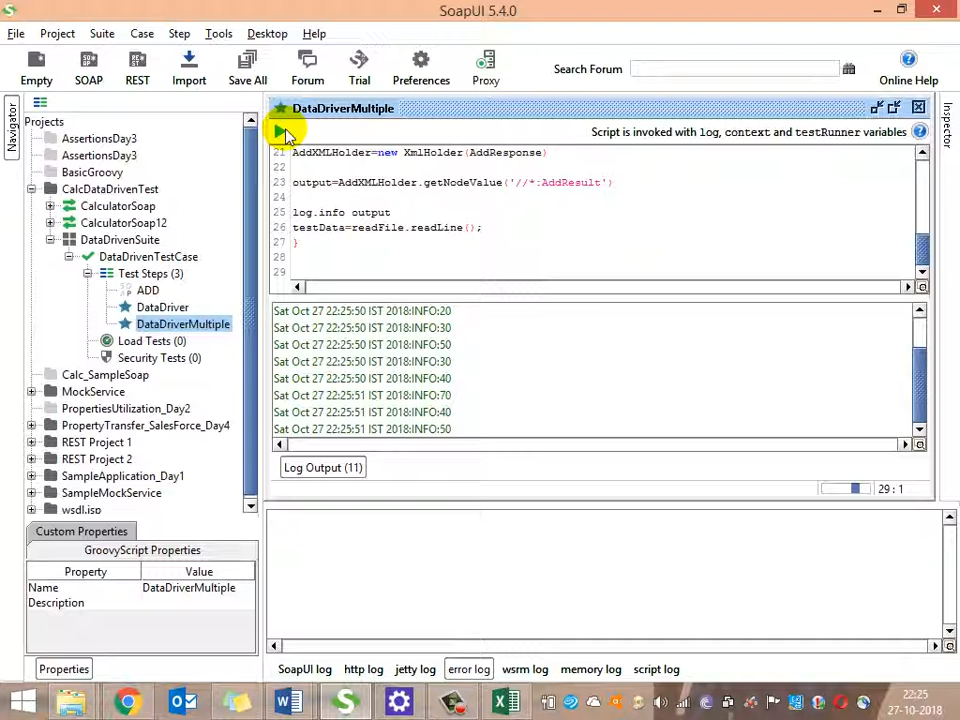 SoapUI 5.4.0
File Project Suite Case Step Tools Desktop Help
Empty SOAP REST Import Save All Forum Trial Preferences Proxy Search Forum Online Help
Navigator
Projects
AssertionsDay3
AssertionsDay3
BasicGroovy
CalcDataDrivenTest
CalculatorSoap
CalculatorSoap12
DataDrivenSuite
DataDrivenTestCase
Test Steps (3)
ADD
DataDriver
DataDriverMultiple
Load Tests (0)
Security Tests (0)
Calc_SampleSoap
MockService
PropertiesUtilization_Day2
PropertyTransfer_SalesForce_Day4
REST Project 1
REST Project 2
SampleApplication_Day1
SampleMockService
wsdl.jsp
Custom Properties
GroovyScript Properties
Property Value
Name DataDriverMultiple
Description
Properties
DataDriverMultiple
Script is invoked with log, context and testRunner variables
21 AddXMLHolder=new XmlHolder(AddResponse)
22
23 output=AddXMLHolder.getNodeValue('//*:AddResult')
24
25 log.info output
26 testData=readFile.readLine();
27 }
28
29
Sat Oct 27 22:25:50 IST 2018:INFO:20
Sat Oct 27 22:25:50 IST 2018:INFO:30
Sat Oct 27 22:25:50 IST 2018:INFO:50
Sat Oct 27 22:25:50 IST 2018:INFO:30
Sat Oct 27 22:25:50 IST 2018:INFO:40
Sat Oct 27 22:25:51 IST 2018:INFO:70
Sat Oct 27 22:25:51 IST 2018:INFO:40
Sat Oct 27 22:25:51 IST 2018:INFO:50
Log Output (11)
29 : 1
Inspector
SoapUI log http log jetty log error log wsrm log memory log script log
22:25
27-10-2018